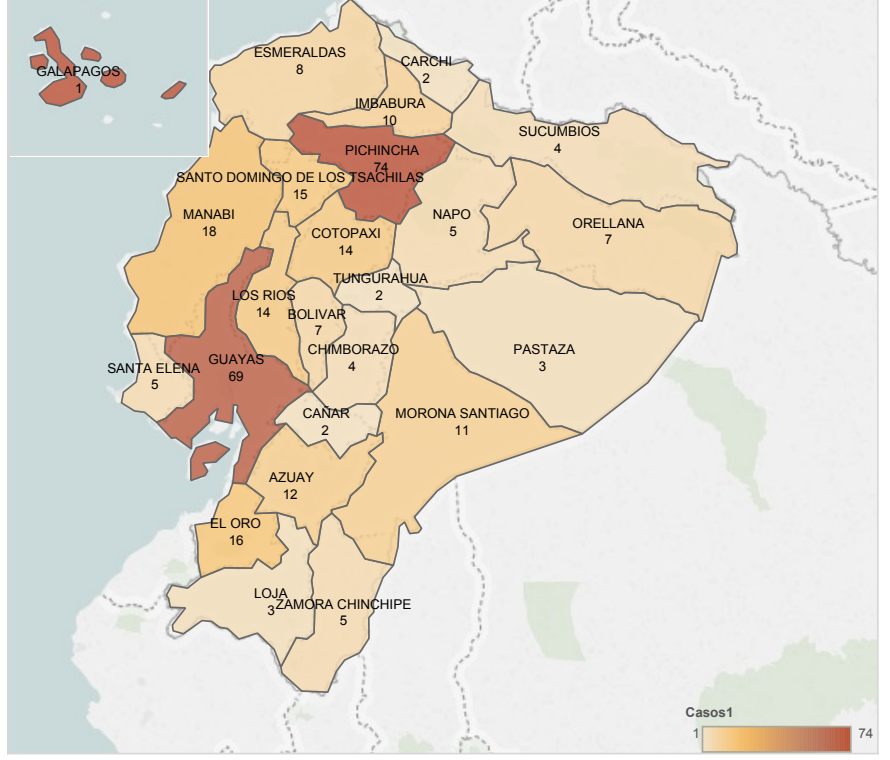 GALAPAGOS
1
ESMERALDAS
8
CARCHI
2
IMBABURA
10
SUCUMBIOS
4
PICHINCHA
74
SANTO DOMINGO DE LOS TSACHILAS
15
MANABI
18
NAPO
5
ORELLANA
7
COTOPAXI
14
TUNGURAHUA
2
LOS RIOS
14
BOLIVAR
7
CHIMBORAZO
4
PASTAZA
3
SANTA ELENA
5
GUAYAS
69
CAÑAR
2
MORONA SANTIAGO
11
AZUAY
12
EL ORO
16
LOJA
3
ZAMORA CHINCHIPE
5
Casos1
1 74